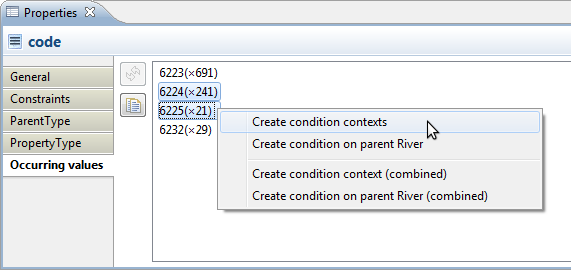 Properties
code
General
Constraints
ParentType
PropertyType
Occurring values
6223(×691)
6224(×241)
6225(×21)
6232(×29)
Create condition contexts
Create condition on parent River
Create condition context (combined)
Create condition on parent River (combined)